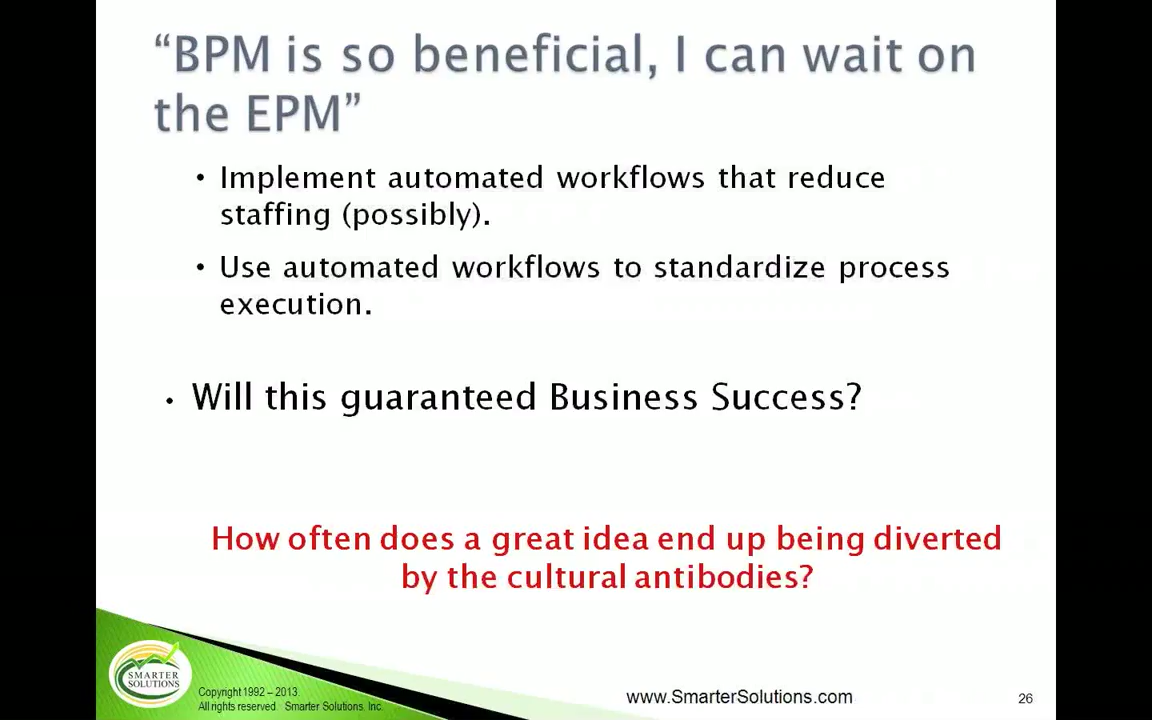 “BPM is so beneficial, I can wait on
the EPM”
• Implement automated workflows that reduce
staffing (possibly).
• Use automated workflows to standardize process
execution.
• Will this guaranteed Business Success?
How often does a great idea end up being diverted
by the cultural antibodies?
SMARTER
SOLUTIONS
Copyright 1992 – 2013.
All rights reserved Smarter Solutions, Inc.
www.SmarterSolutions.com
26